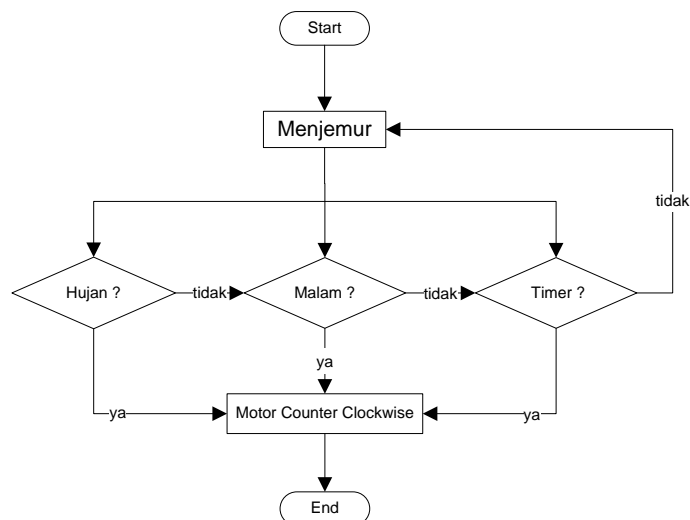 Start
Menjemur
tidak
Hujan ?
tidak
Malam ?
tidak
Timer ?
ya
ya
Motor Counter Clockwise
ya
End